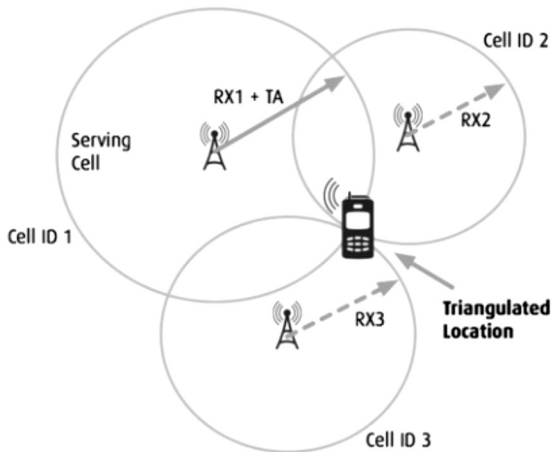 Cell ID 2
RX1 + TA
RX2
Serving
Cell
Cell ID 1
Triangulated
Location
RX3
Cell ID 3